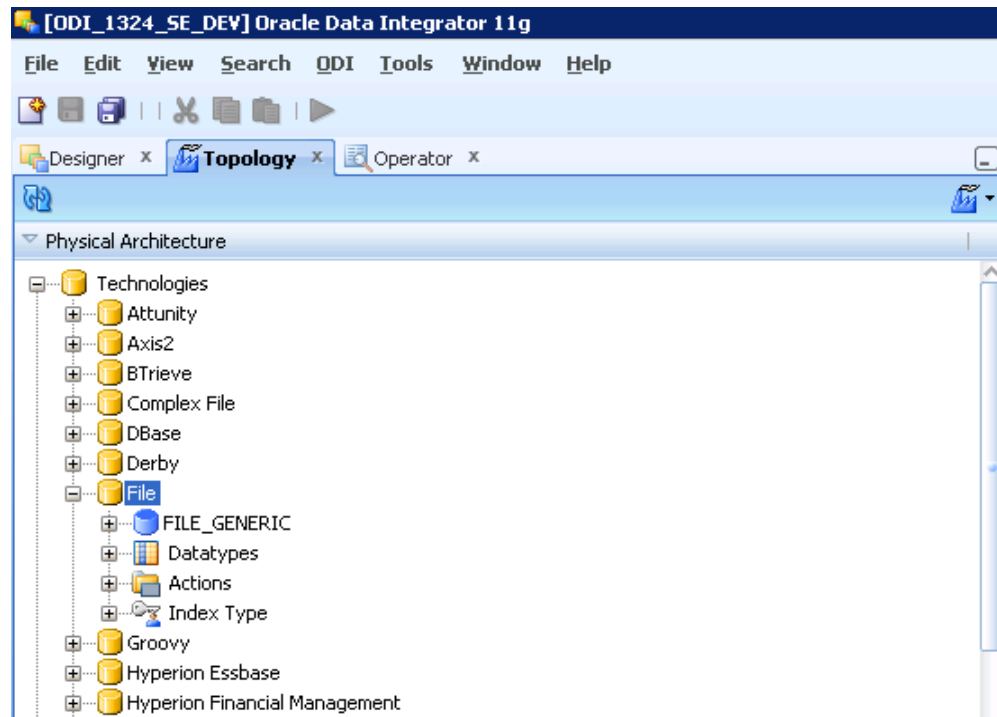 [ODI_1324_SE_DEV] Oracle Data Integrator 11g
File Edit View Search ODI Tools Window Help
Designer x Topology x Operator x
Physical Architecture
Technologies
Attunity
Axis2
BTrieve
Complex File
DBase
Derby
File
FILE_GENERIC
Datatypes
Actions
Index Type
Groovy
Hyperion Essbase
Hyperion Financial Management